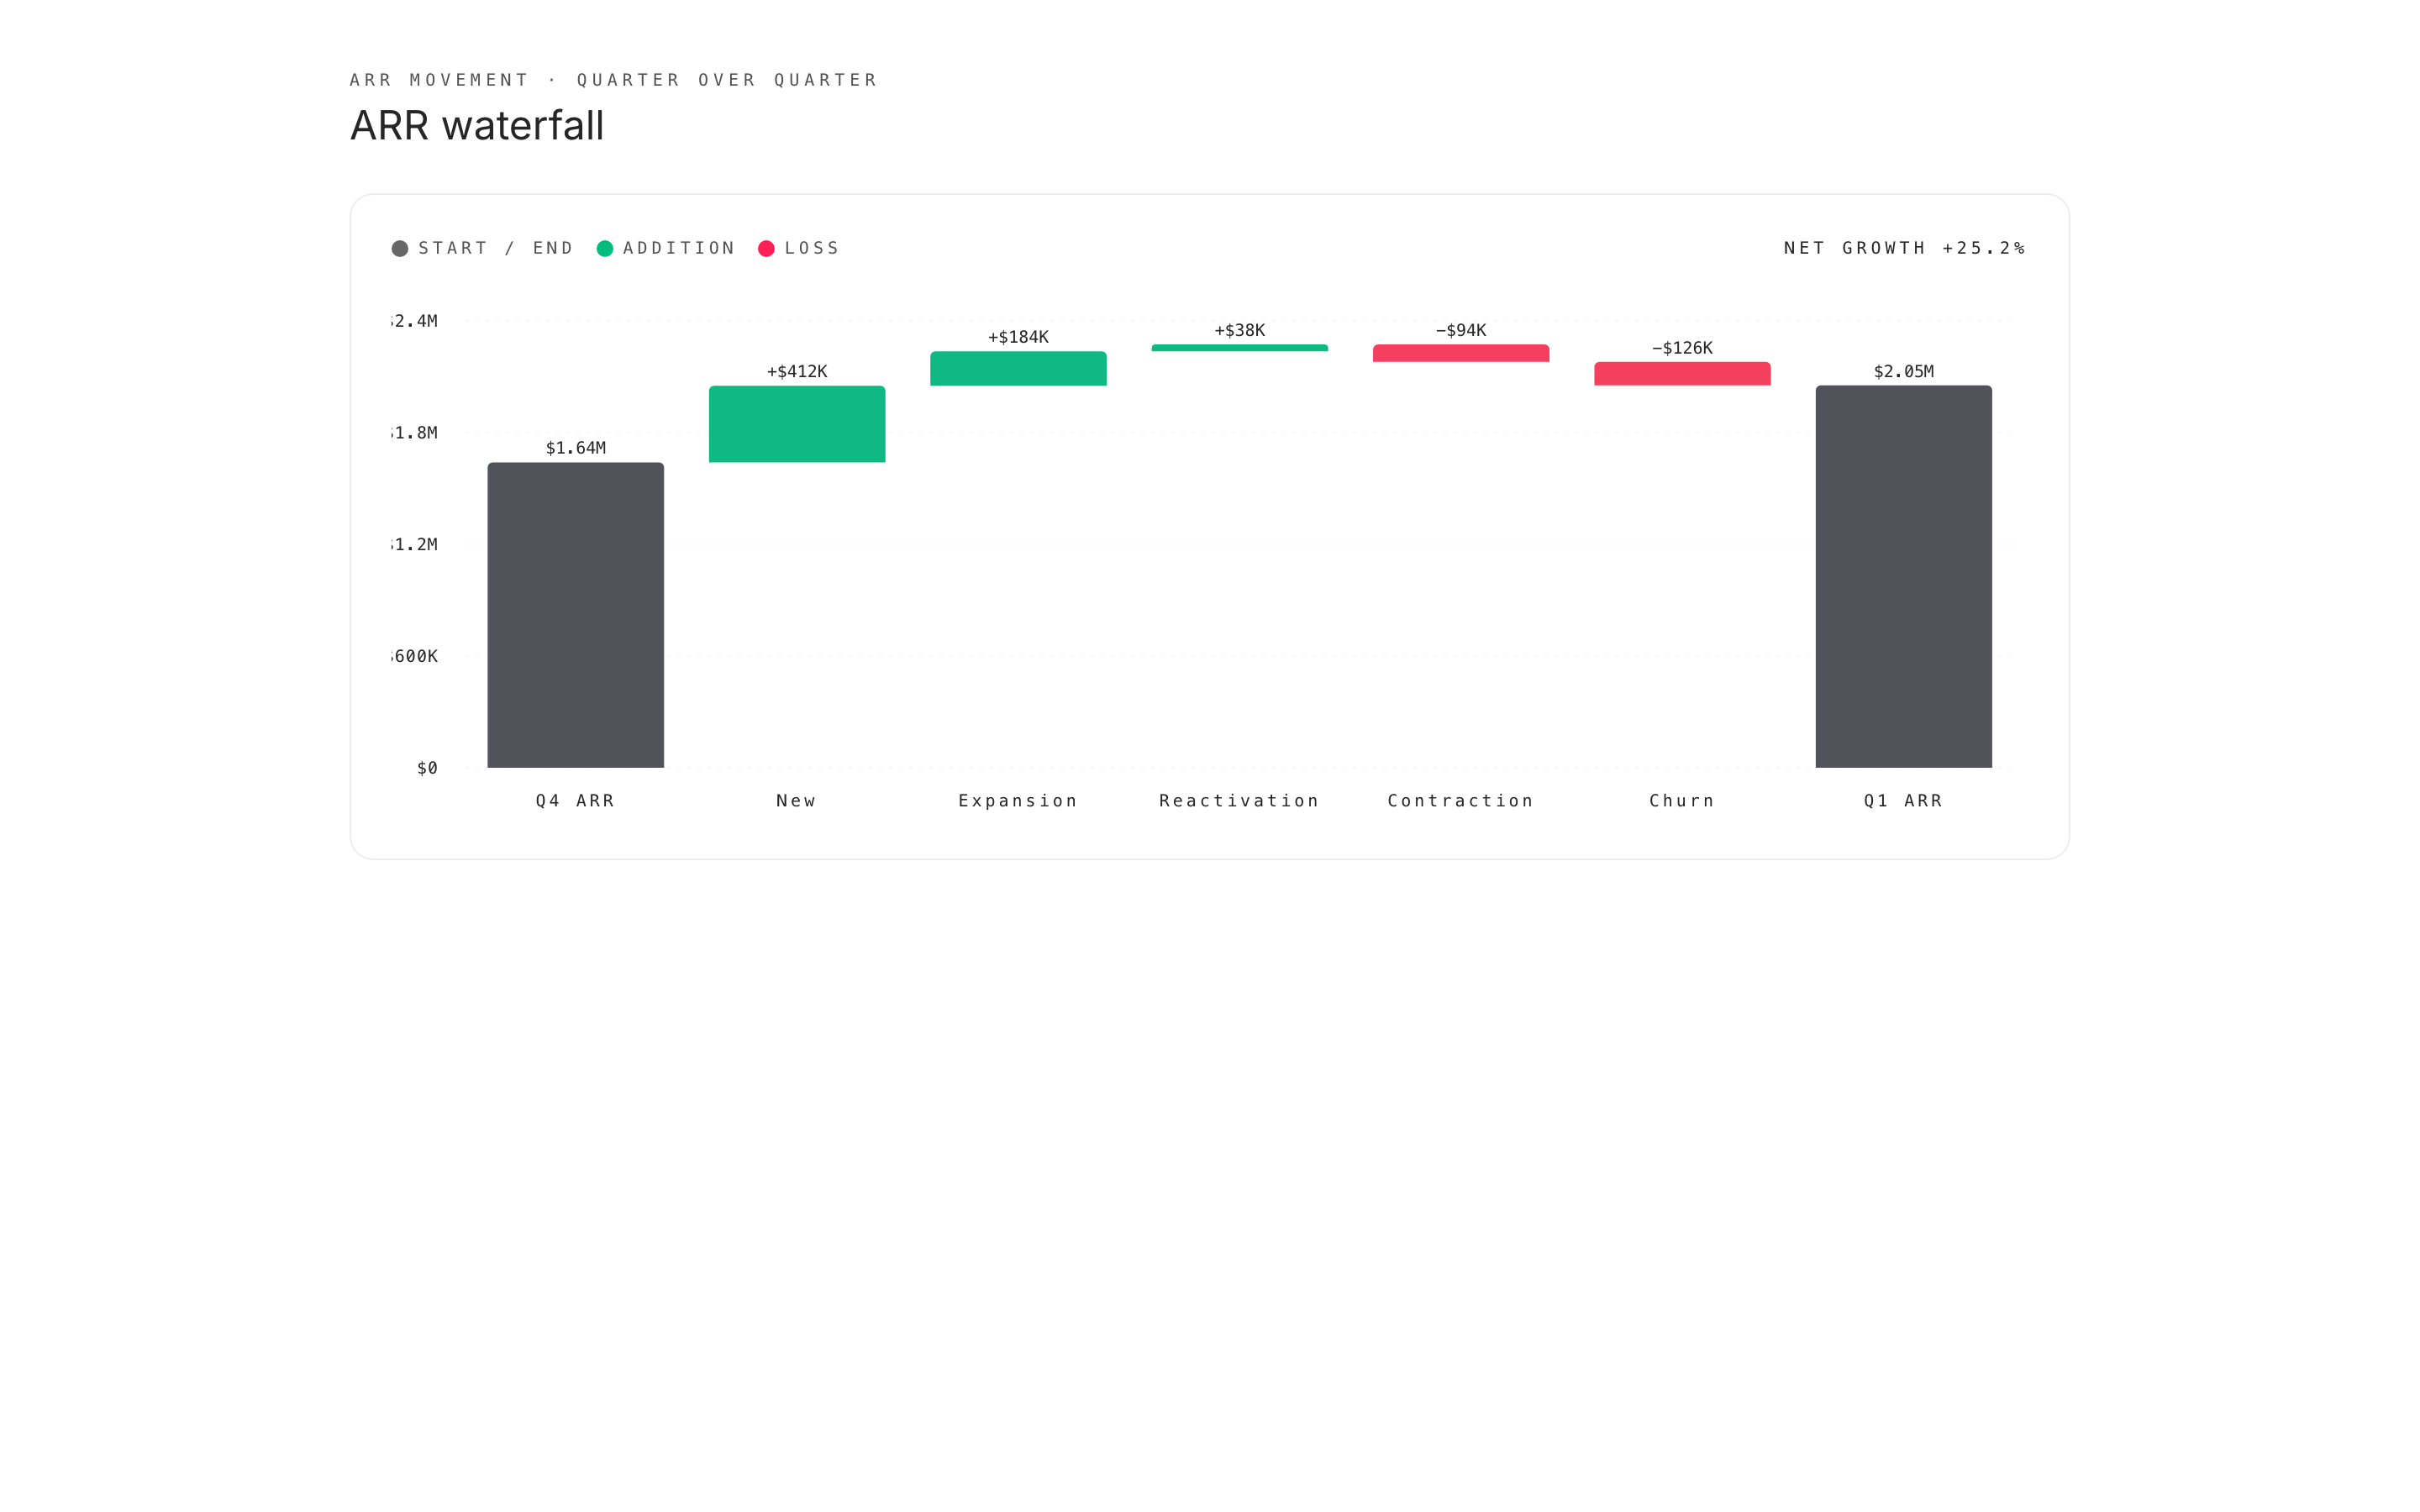 ARR MOVEMENT · QUARTER OVER QUARTER
ARR waterfall
START / END ADDITION LOSS NET GROWTH +25.2%
2.4M
1.8M
1.2M
600K
$0
$1.64M
+$412K
+$184K
+$38K
−$94K
−$126K
$2.05M
Q4 ARR New Expansion Reactivation Contraction Churn Q1 ARR